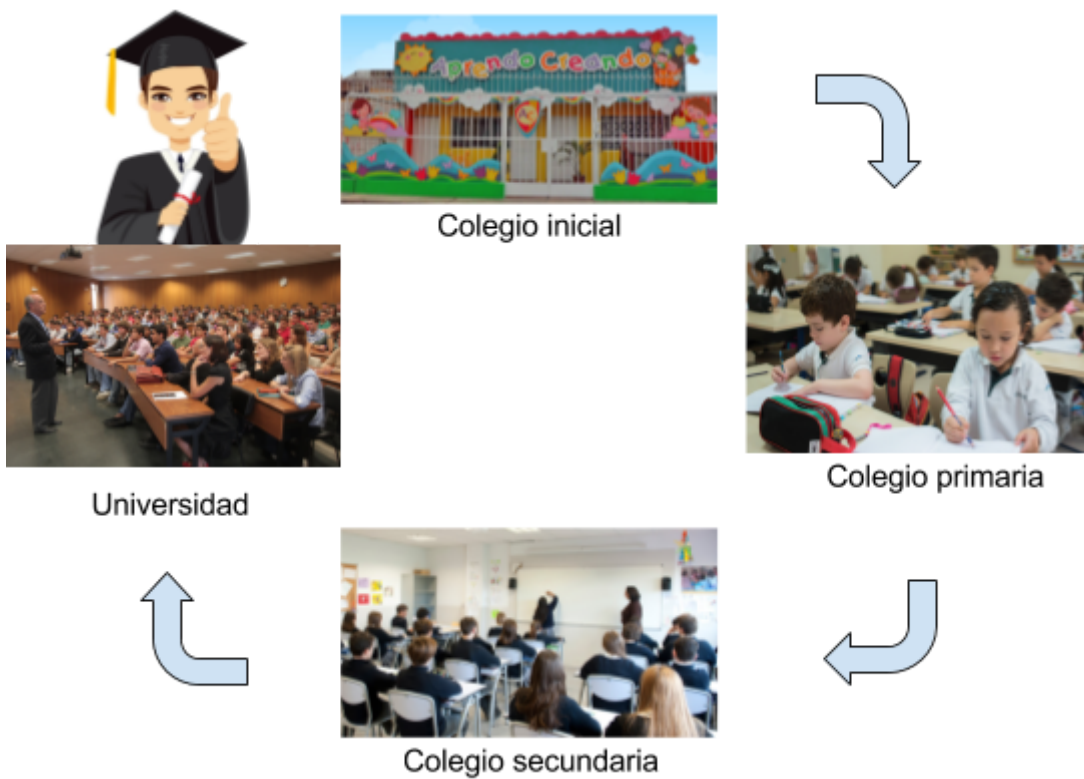 Aprendo Creando
Colegio inicial
Colegio primaria
Universidad
Colegio secundaria